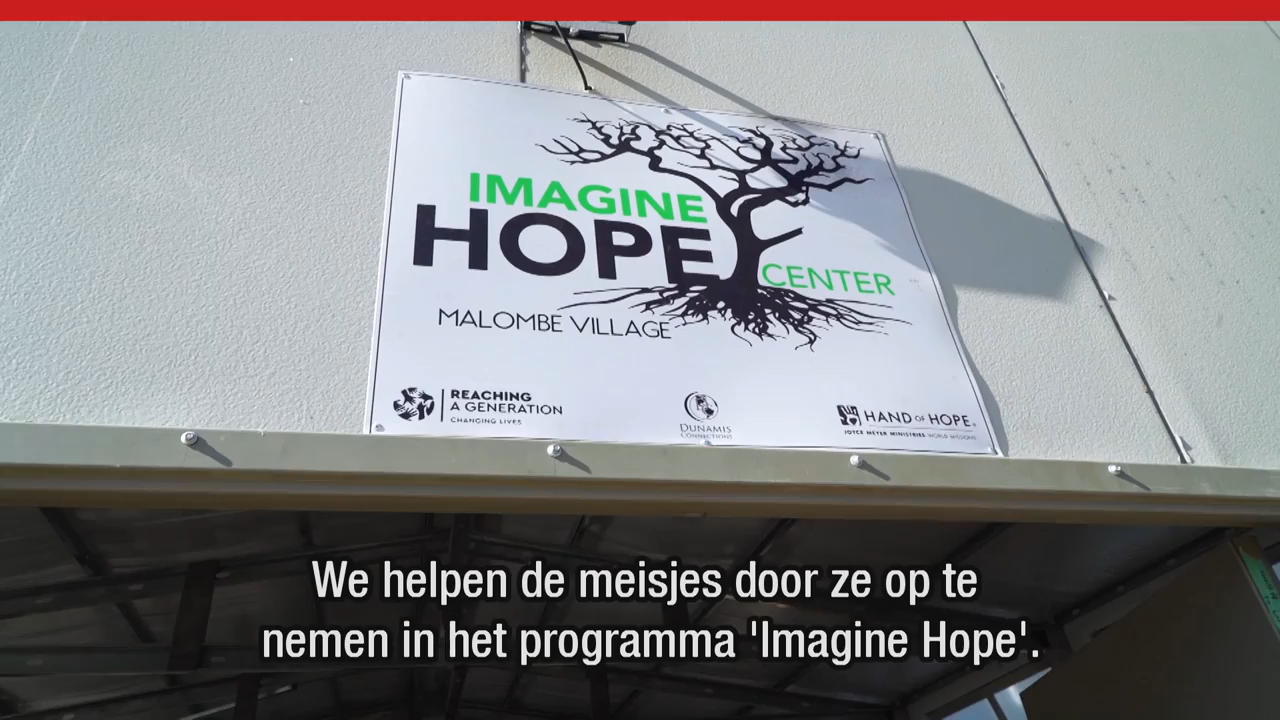 IMAGINE
HOPE
CENTER
MALOMBE VILLAGE
REACHING
A GENERATION
CHANGING LIVES
DUNAMIS
CONNECTIONS
HAND OF HOPE
JOYCE MEYER MINISTRIES WORLD MISSIONS
We helpen de meisjes door ze op te
nemen in het programma 'Imagine Hope'.